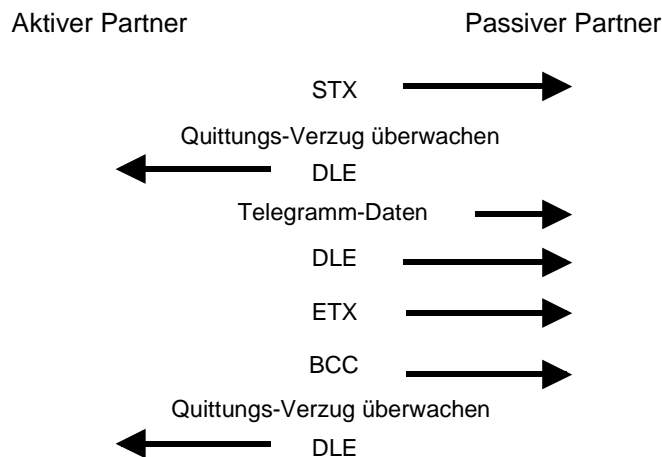 Aktiver Partner Passiver Partner
STX
Quittungs-Verzug überwachen
DLE
Telegramm-Daten
DLE
ETX
BCC
Quittungs-Verzug überwachen
DLE